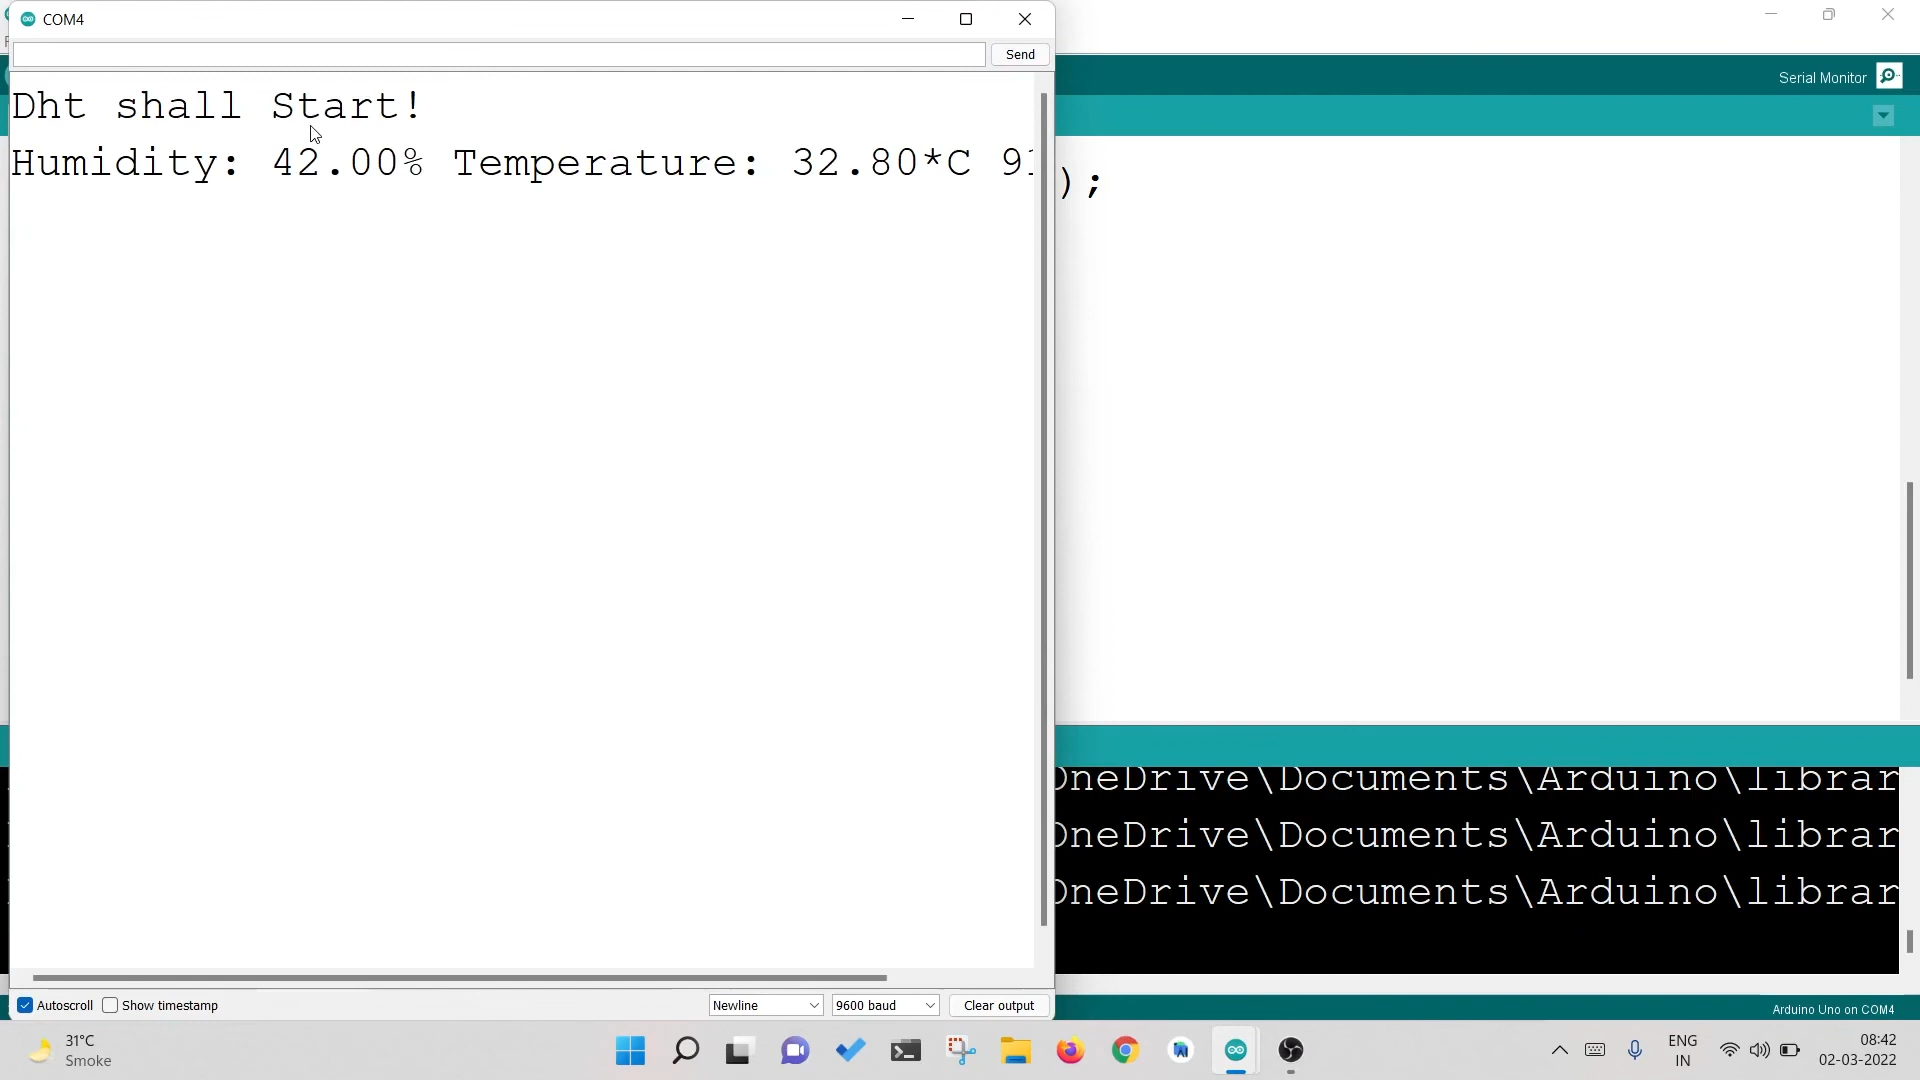 COM4
Send
Serial Monitor
Dht shall Start!
Humidity: 42.00% Temperature: 32.80*C 91
);
OneDrive\Documents\Arduino\librar
OneDrive\Documents\Arduino\librar
OneDrive\Documents\Arduino\librar
Autoscroll Show timestamp Newline 9600 baud Clear output
Arduino Uno on COM4
31°C
Smoke
ENG
IN
08:42
02-03-2022